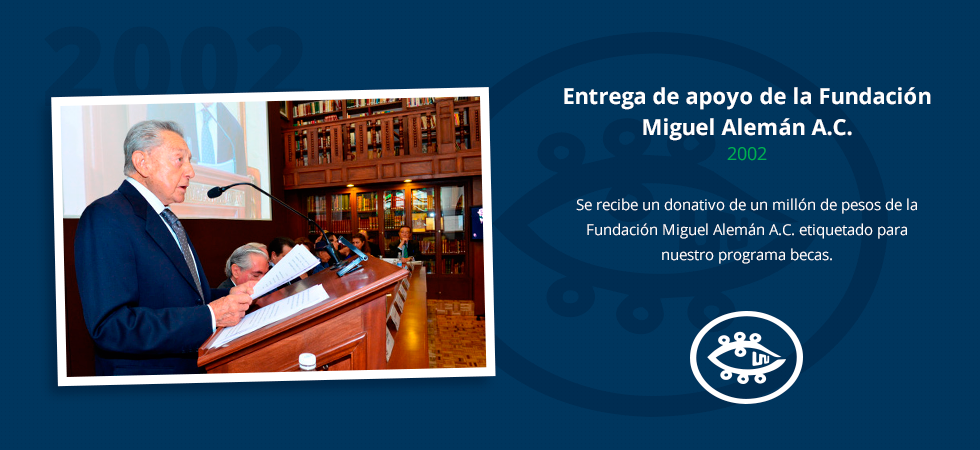 2002
Entrega de apoyo de la Fundación
Miguel Alemán A.C.
2002
Se recibe un donativo de un millón de pesos de la
Fundación Miguel Alemán A.C. etiquetado para
nuestro programa becas.